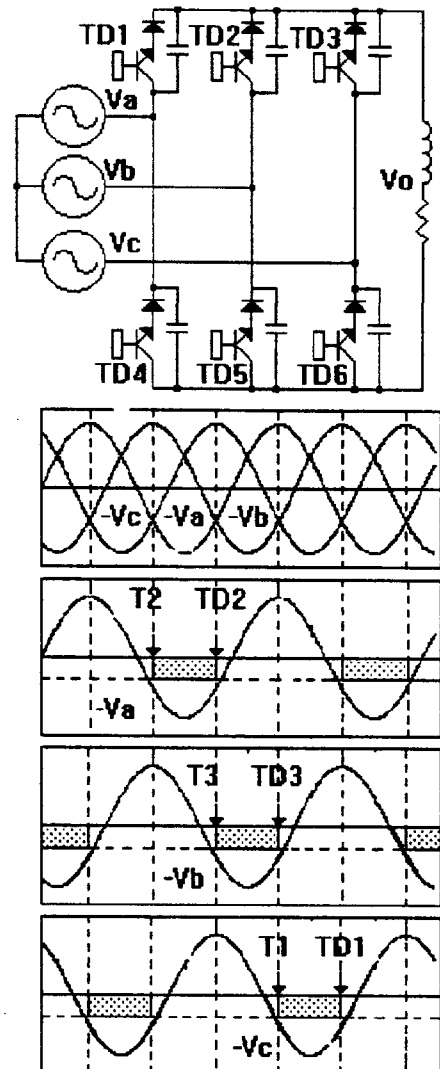 TD1 TD2 TD3
Va
Vb
Vo
Vc
TD4 TD5 TD6
-Vc -Va -Vb
T2 TD2
-Va
T3 TD3
-Vb
T1 TD1
-Vc